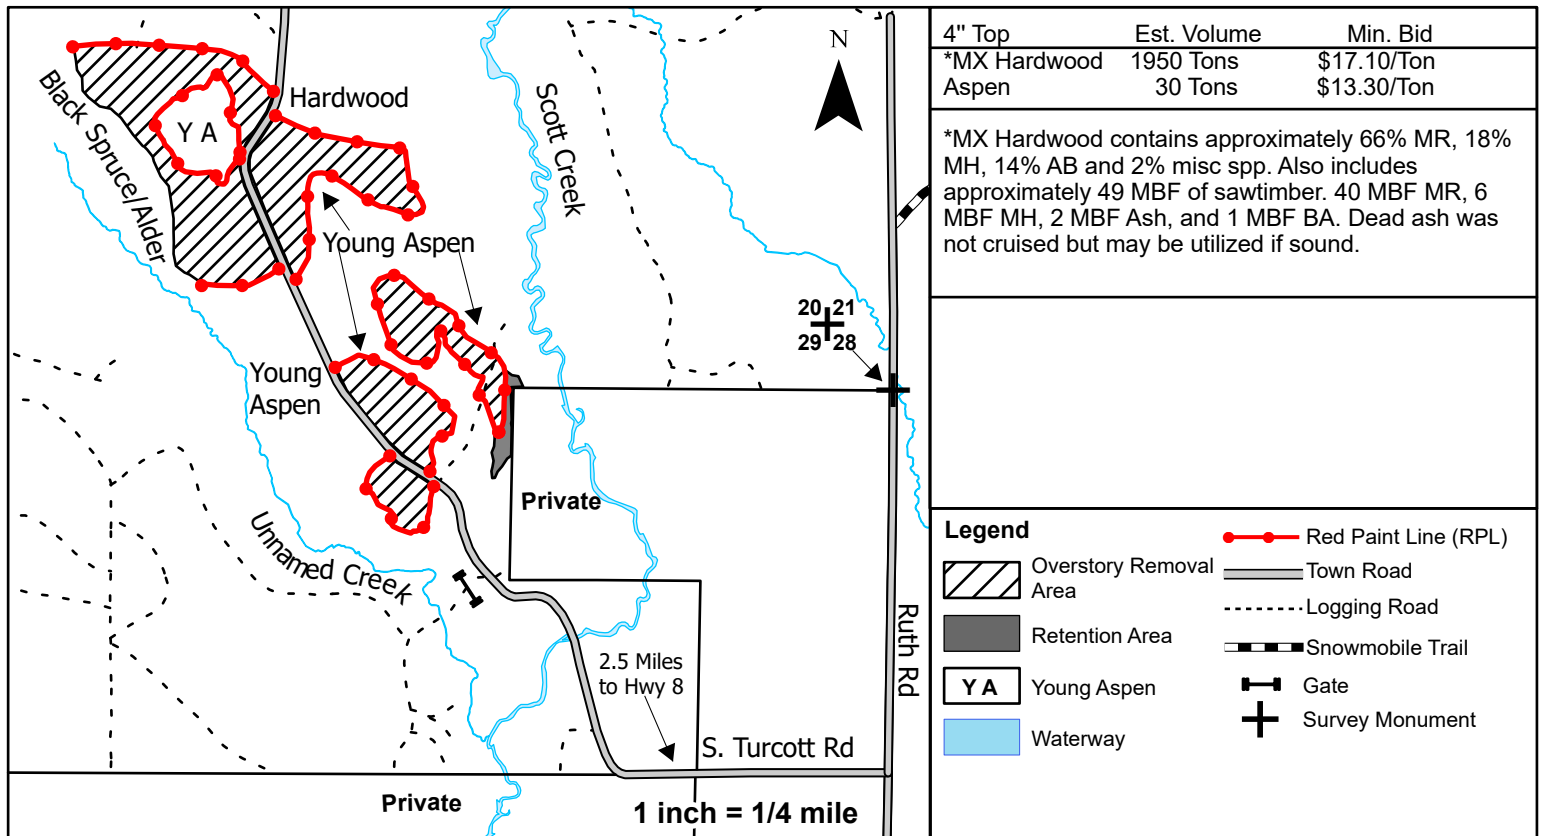 N
Hardwood
Black Spruce/Alder
Y A
Scott Creek
Young Aspen
20 21
29 28
Young
Aspen
Private
Unnamed Creek
2.5 Miles
to Hwy 8
Ruth Rd
S. Turcott Rd
Private
1 inch = 1/4 mile
4" Top Est. Volume Min. Bid
*MX Hardwood 1950 Tons $17.10/Ton
Aspen 30 Tons $13.30/Ton
*MX Hardwood contains approximately 66% MR, 18%
MH, 14% AB and 2% misc spp. Also includes
approximately 49 MBF of sawtimber. 40 MBF MR, 6
MBF MH, 2 MBF Ash, and 1 MBF BA. Dead ash was
not cruised but may be utilized if sound.
Legend
Overstory Removal
Area
Retention Area
Y A Young Aspen
Waterway
Red Paint Line (RPL)
Town Road
Logging Road
Snowmobile Trail
Gate
Survey Monument